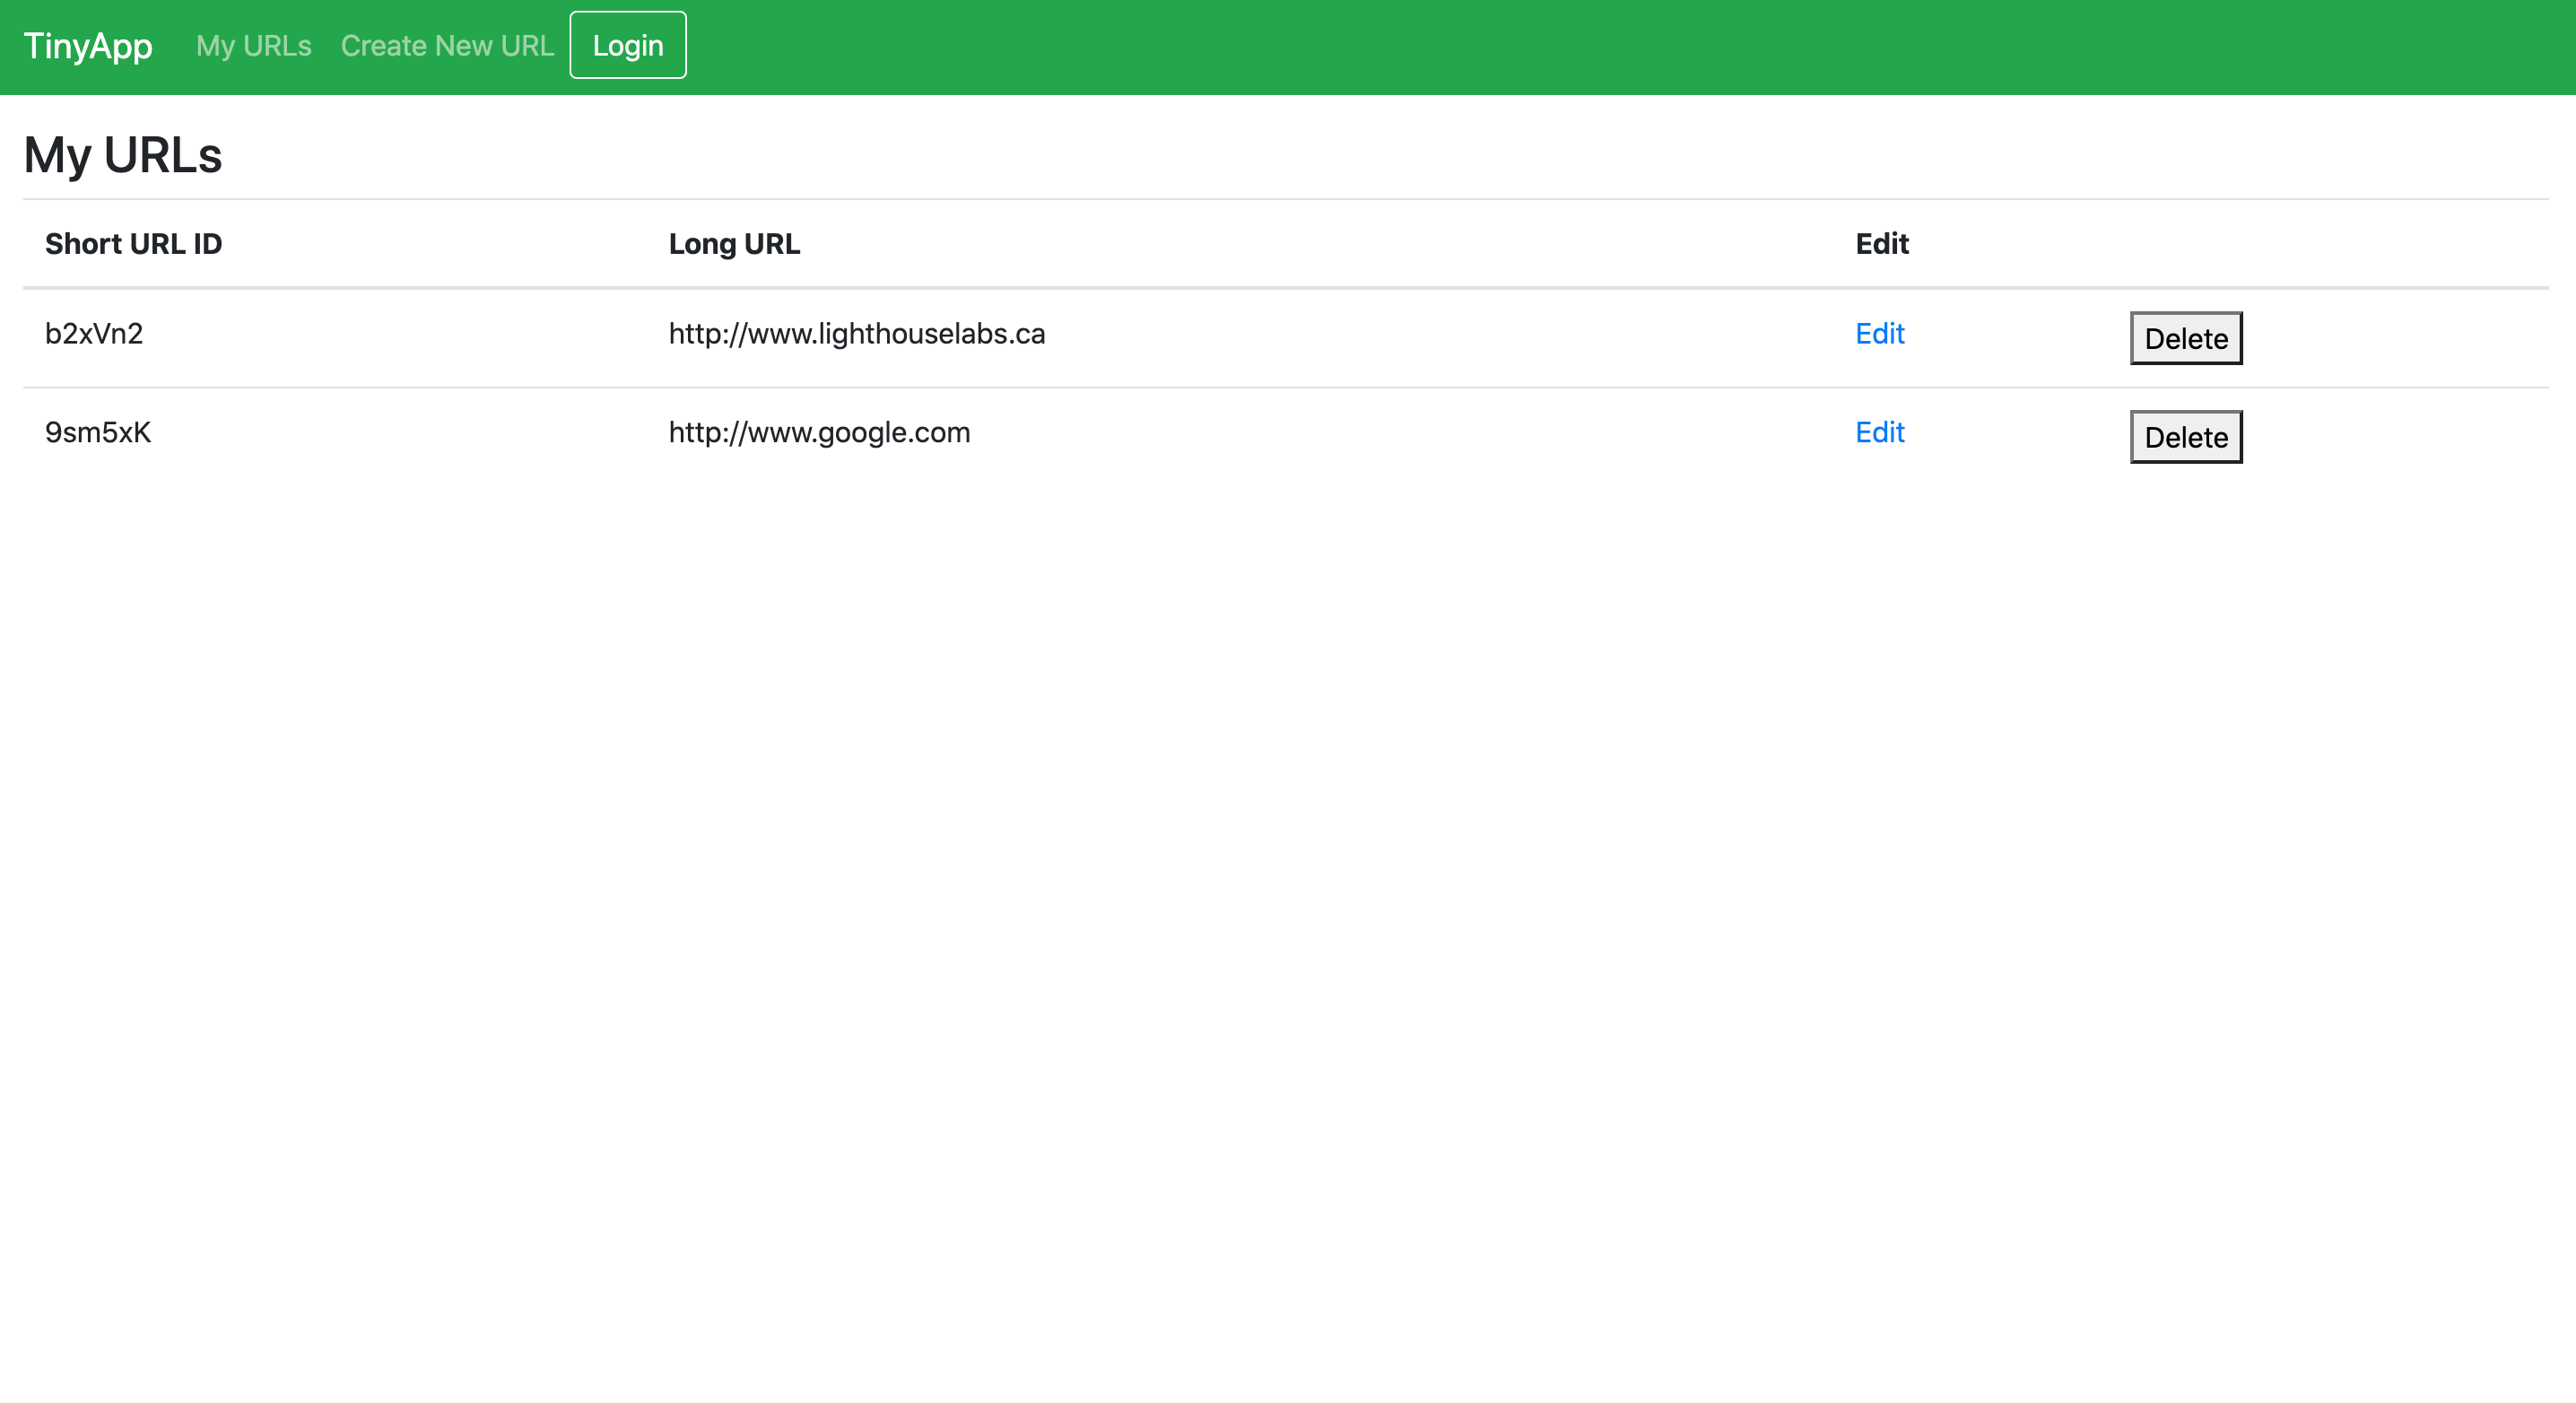 TinyApp My URLs Create New URL Login
My URLs
Short URL ID Long URL Edit
b2xVn2 http://www.lighthouselabs.ca Edit Delete
9sm5xK http://www.google.com Edit Delete